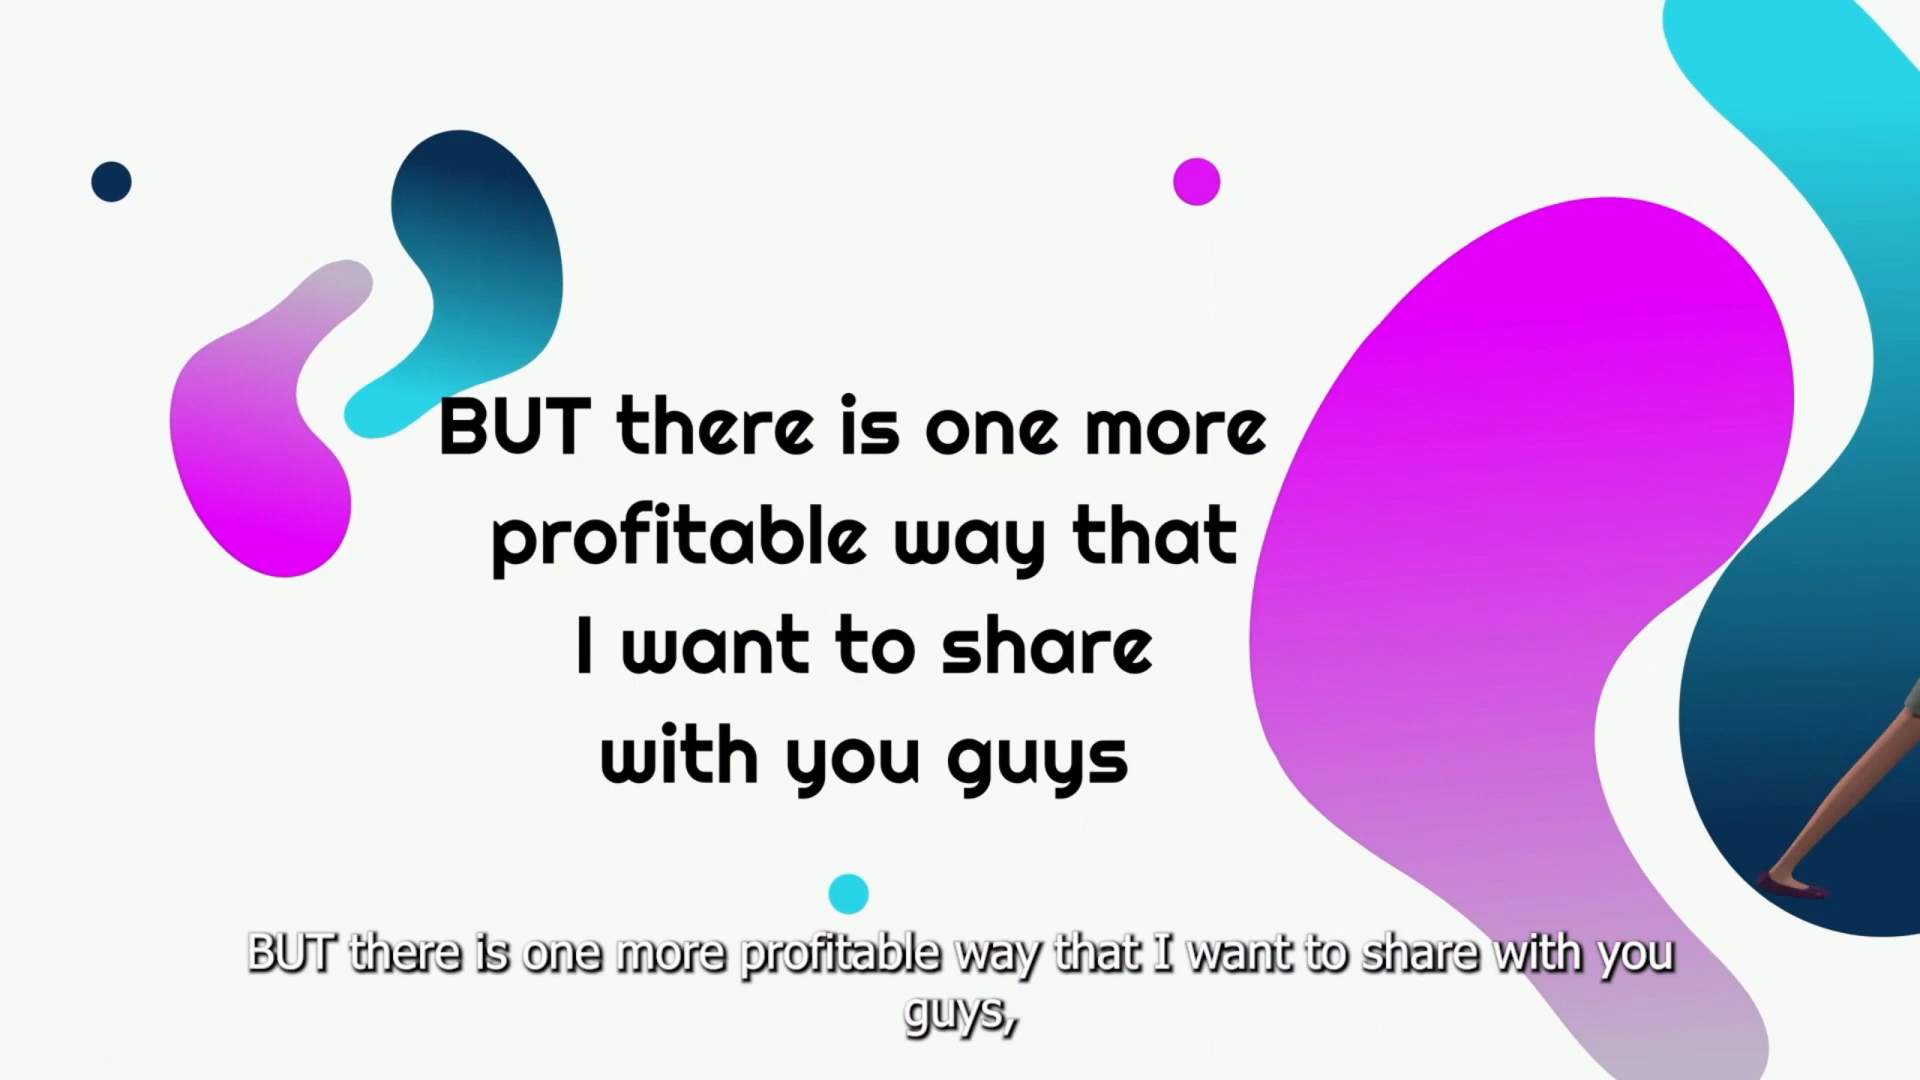 BUT there is one more
profitable way that
I want to share
with you guys
BUT there is one more profitable way that I want to share with you
guys,